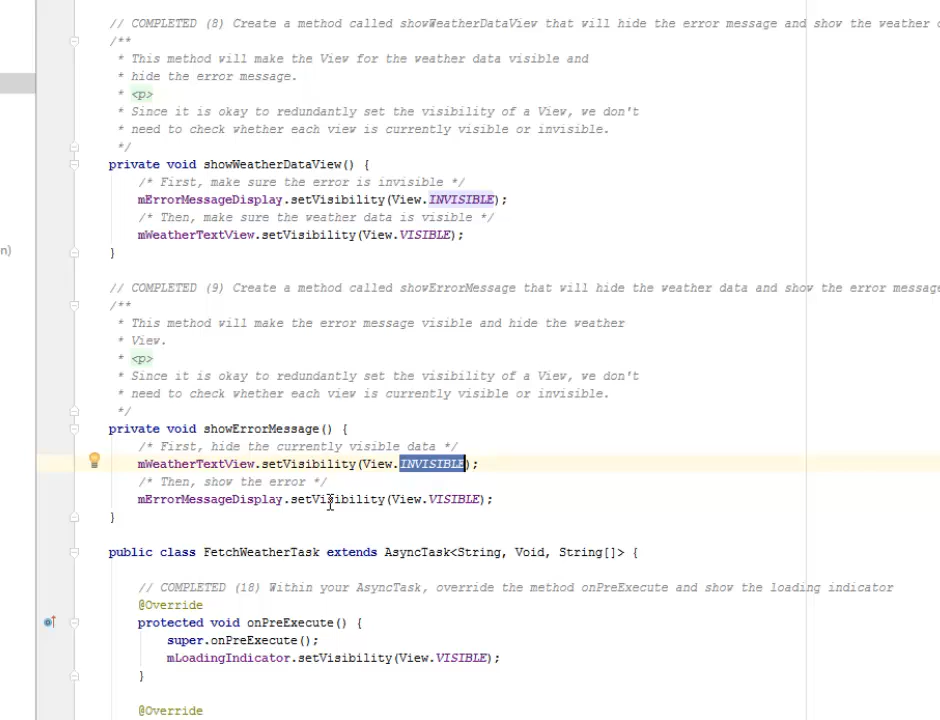 // COMPLETED (8) Create a method called showWeatherDataView that will hide the error message and show the weather
/**
* This method will make the View for the weather data visible and
* hide the error message.
* <p>
* Since it is okay to redundantly set the visibility of a View, we don't
* need to check whether each view is currently visible or invisible.
*/
private void showWeatherDataView() {
/* First, make sure the error is invisible */
mErrorMessageDisplay.setVisibility(View.INVISIBLE);
/* Then, make sure the weather data is visible */
mWeatherTextView.setVisibility(View.VISIBLE);
n)
}
// COMPLETED (9) Create a method called showErrorMessage that will hide the weather data and show the error message
/**
* This method will make the error message visible and hide the weather
* View.
* <p>
* Since it is okay to redundantly set the visibility of a View, we don't
* need to check whether each view is currently visible or invisible.
*/
private void showErrorMessage() {
/* First, hide the currently visible data */
mWeatherTextView.setVisibility(View.INVISIBLE);
/* Then, show the error */
mErrorMessageDisplay.setVisibility(View.VISIBLE);
}
public class FetchWeatherTask extends AsyncTask<String, Void, String[]> {
// COMPLETED (18) Within your AsyncTask, override the method onPreExecute and show the loading indicator
@Override
protected void onPreExecute() {
super.onPreExecute();
mLoadingIndicator.setVisibility(View.VISIBLE);
}
@Override